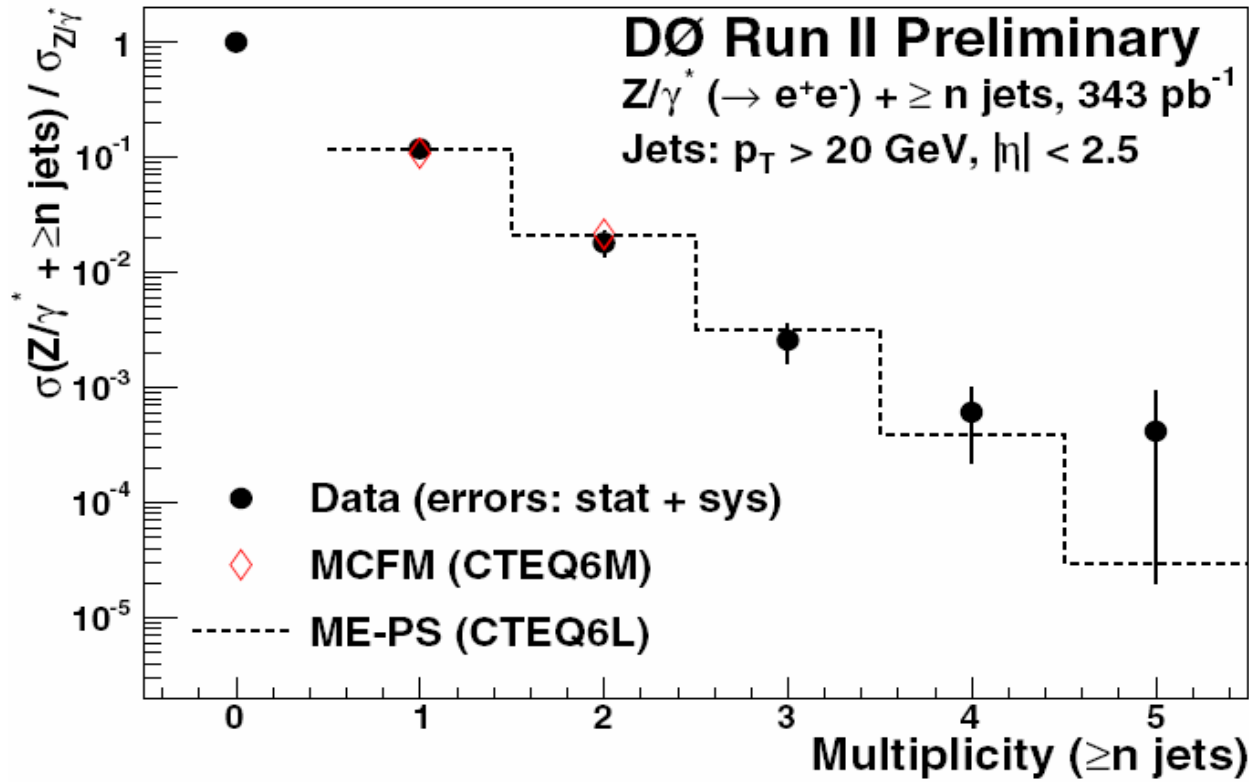 DØ Run II Preliminary
Z/γ* (→ e⁺e⁻) + ≥ n jets, 343 pb⁻¹
Jets: p_T > 20 GeV, |η| < 2.5
σ(Z/γ* + ≥n jets) / σ_Z/γ*
1
10⁻¹
10⁻²
10⁻³
10⁻⁴
10⁻⁵
Data (errors: stat + sys)
MCFM (CTEQ6M)
ME-PS (CTEQ6L)
0 1 2 3 4 5
Multiplicity (≥n jets)